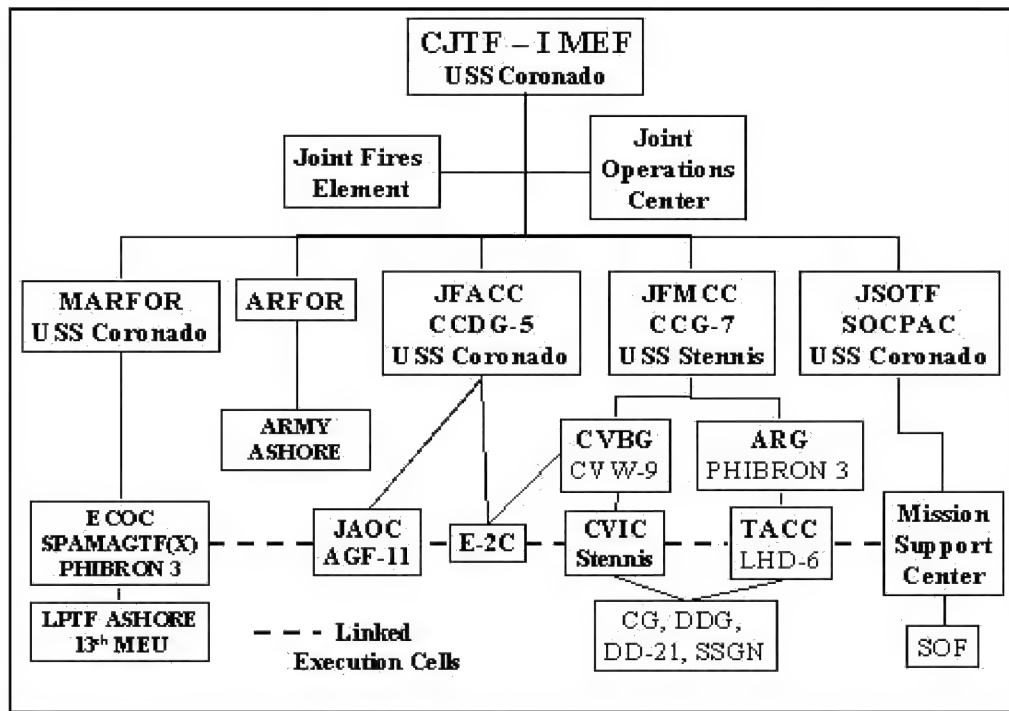 CJTF – I MEF
USS Coronado
Joint Fires
Element
Joint
Operations
Center
MARFOR
USS Coronado
ARFOR
JFACC
CCDG-5
USS Coronado
JFMCC
CCG-7
USS Stennis
JSOTF
SOCPAC
USS Coronado
ARMY
ASHORE
CVBG
CVW-9
ARG
PHIBRON 3
ECOC
SPAMAGTF(X)
PHIBRON 3
JAOC
AGF-11
E-2C
CVIC
Stennis
TACC
LHD-6
Mission
Support
Center
LPTF ASHORE
13th MEU
Linked
Execution Cells
CG, DDG,
DD-21, SSGN
SOF